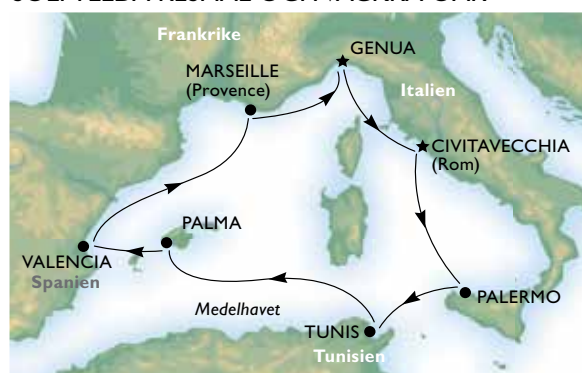 Frankrike
GENUA
MARSEILLE
(Provence)
Italien
CIVITAVECCHIA
(Rom)
PALMA
VALENCIA
Spanien
PALERMO
Medelhavet
TUNIS
Tunisien